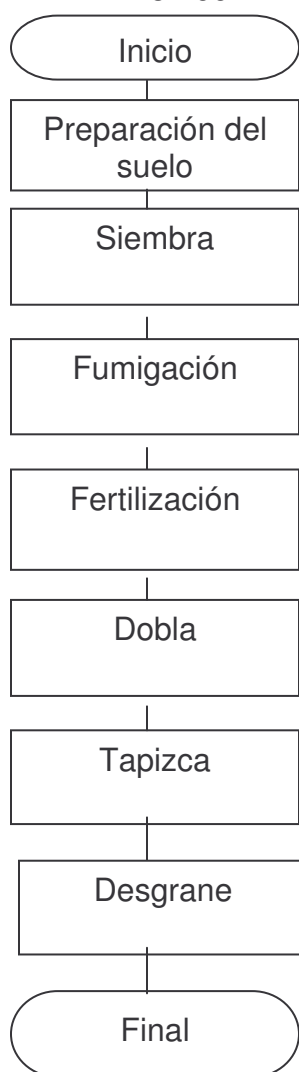 Inicio
Preparación del
suelo
Siembra
Fumigación
Fertilización
Dobla
Tapizca
Desgrane
Final